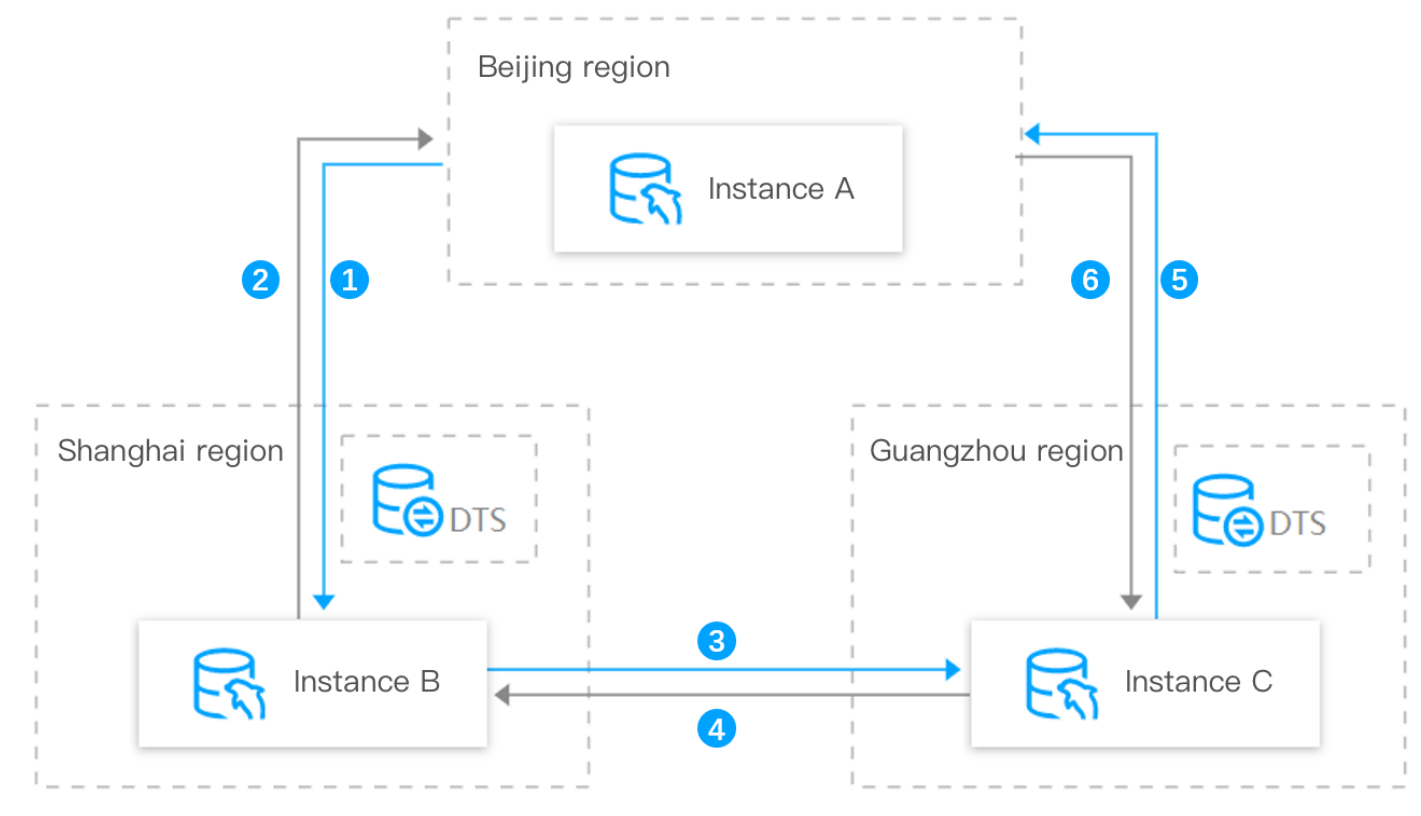 Beijing region
Instance A
2
1
6
5
Shanghai region
DTS
Guangzhou region
DTS
3
Instance B
Instance C
4